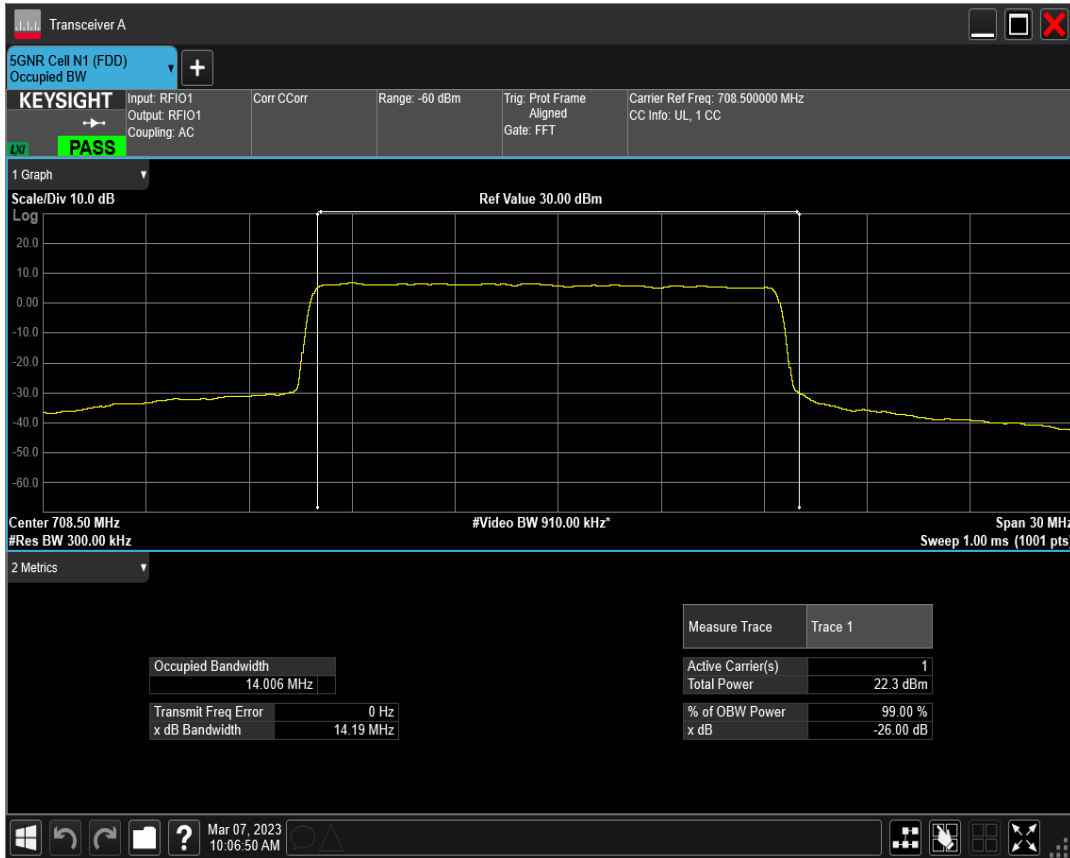 Transceiver A
5GNR Cell N1 (FDD)
Occupied BW
KEYSIGHT
LXI
PASS
Input: RFIO1
Output: RFIO1
Coupling: AC
Corr CCorr
Range: -60 dBm
Trig: Prot Frame
Aligned
Gate: FFT
Carrier Ref Freq: 708.500000 MHz
CC Info: UL, 1 CC
1 Graph
Scale/Div 10.0 dB
Ref Value 30.00 dBm
Log
20.0
10.0
0.00
-10.0
-20.0
-30.0
-40.0
-50.0
-60.0
Center 708.50 MHz
#Video BW 910.00 kHz*
Span 30 MHz
#Res BW 300.00 kHz
Sweep 1.00 ms (1001 pts)
2 Metrics
Measure Trace Trace 1
Occupied Bandwidth
14.006 MHz
Transmit Freq Error 0 Hz
x dB Bandwidth 14.19 MHz
Active Carrier(s) 1
Total Power 22.3 dBm
% of OBW Power 99.00 %
x dB -26.00 dB
?
Mar 07, 2023
10:06:50 AM